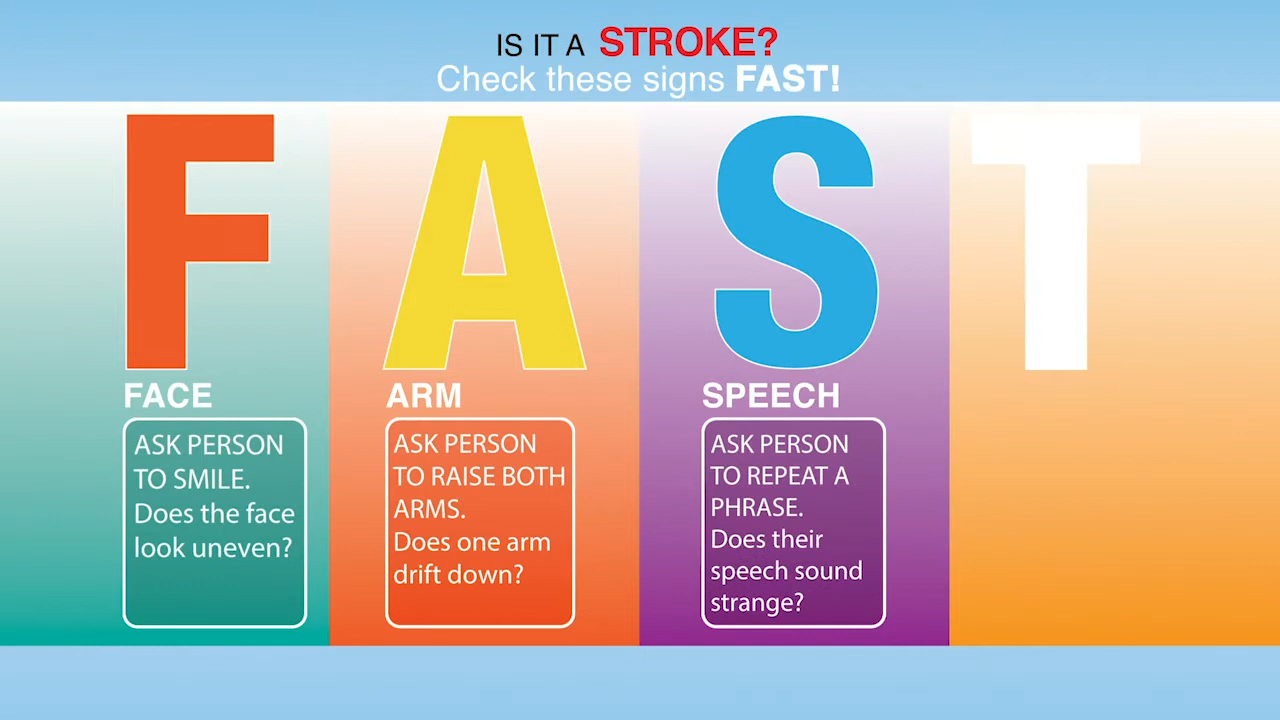 IS IT A STROKE?
Check these signs FAST!
F A S T
FACE
ASK PERSON
TO SMILE.
Does the face
look uneven?
ARM
ASK PERSON
TO RAISE BOTH
ARMS.
Does one arm
drift down?
SPEECH
ASK PERSON
TO REPEAT A
PHRASE.
Does their
speech sound
strange?